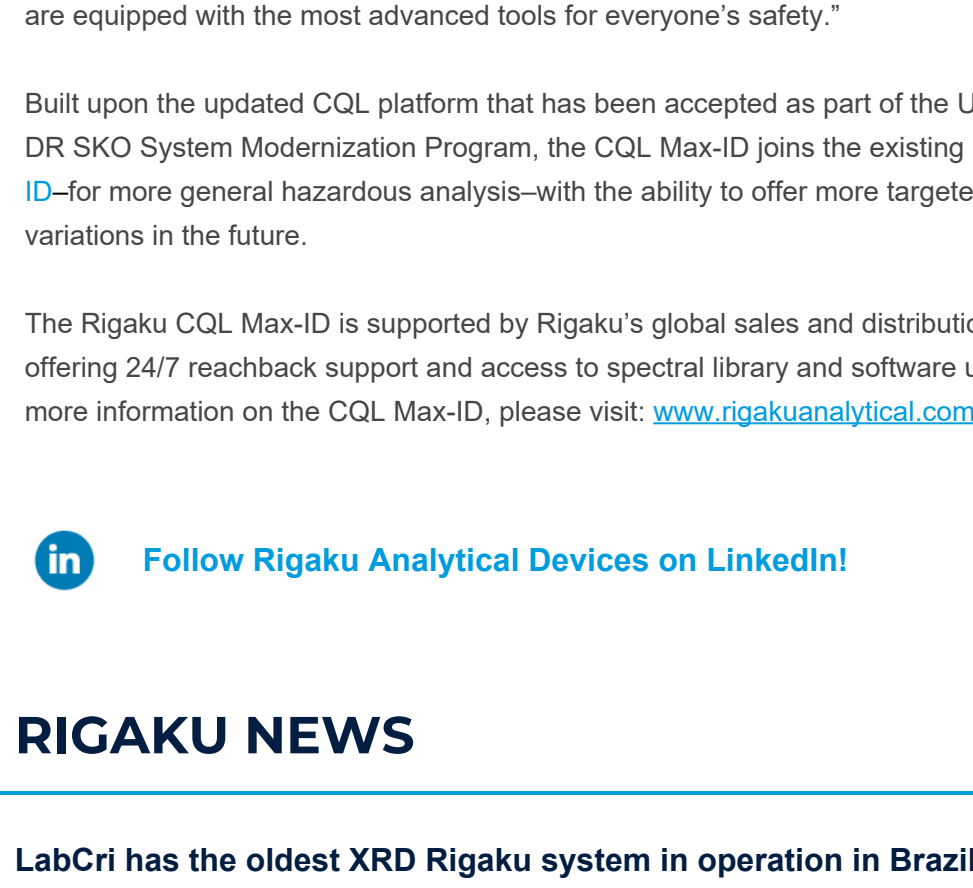 are equipped with the most advanced tools for everyone’s safety.”
Built upon the updated CQL platform that has been accepted as part of the
DR SKO System Modernization Program, the CQL Max-ID joins the existing
ID–for more general hazardous analysis–with the ability to offer more
variations in the future.
The Rigaku CQL Max-ID is supported by Rigaku’s global sales and
offering 24/7 reachback support and access to spectral library and software
more information on the CQL Max-ID, please visit: www.rigakuanalytical.com
in
Follow Rigaku Analytical Devices on LinkedIn!
RIGAKU NEWS
LabCri has the oldest XRD Rigaku system in operation in Brazil